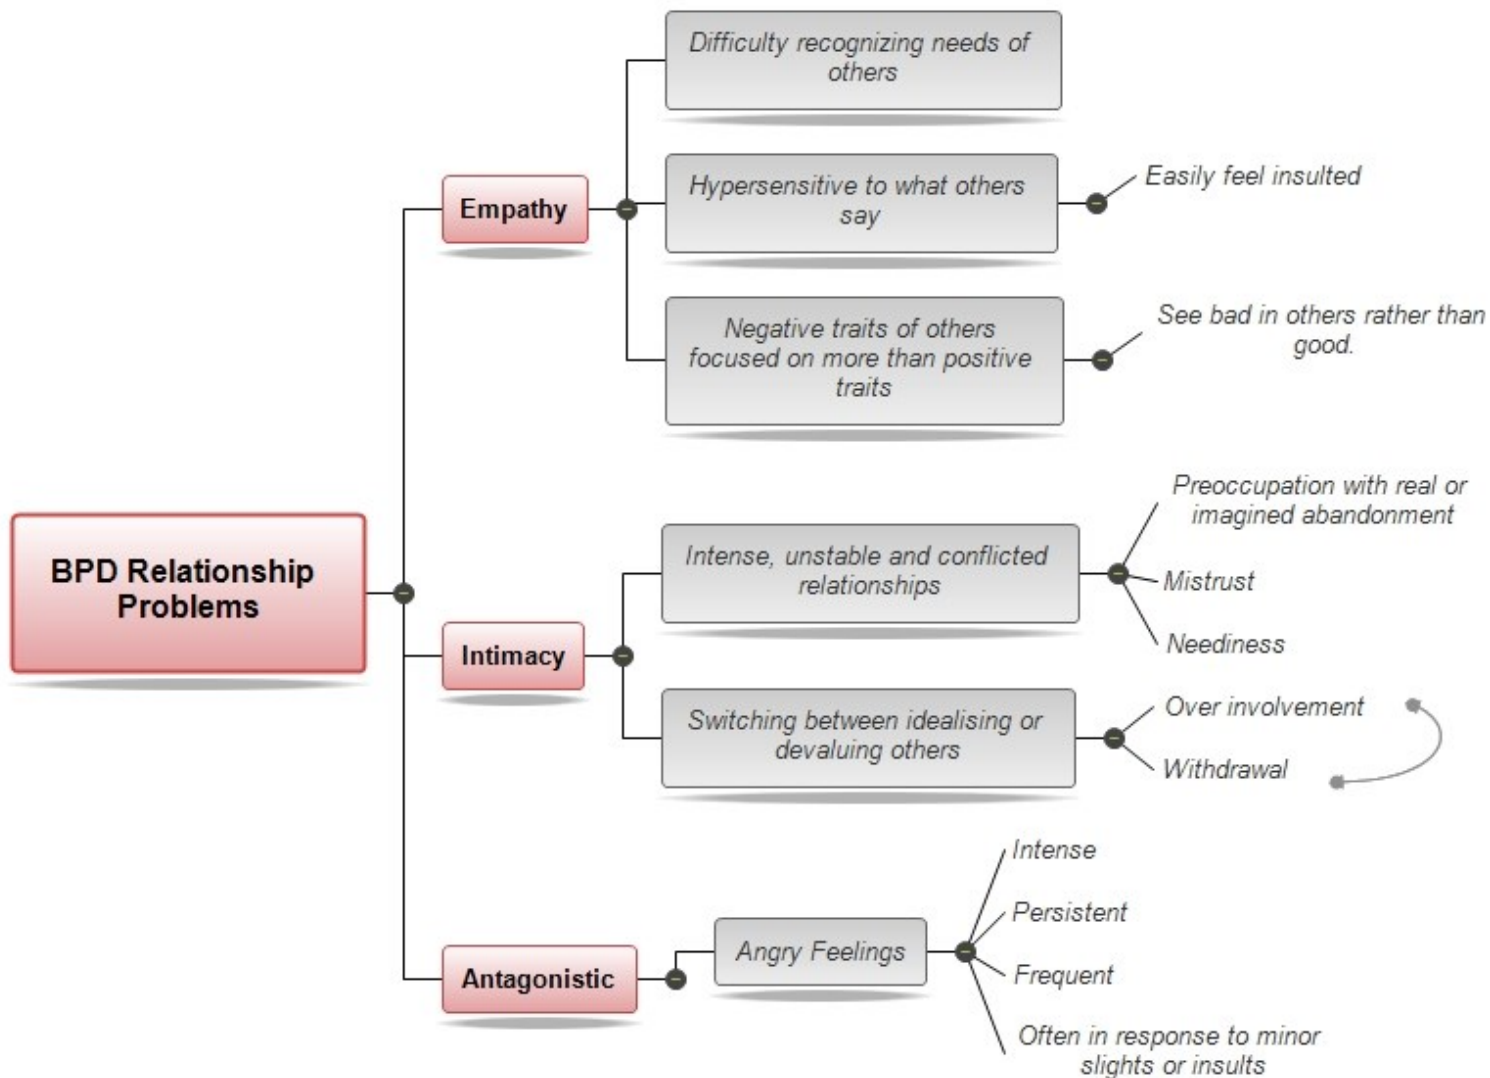 BPD Relationship
Problems
Empathy
Difficulty recognizing needs of
others
Hypersensitive to what others
say
Easily feel insulted
Negative traits of others
focused on more than positive
traits
See bad in others rather than
good.
Intimacy
Intense, unstable and conflicted
relationships
Preoccupation with real or
imagined abandonment
Mistrust
Neediness
Switching between idealising or
devaluing others
Over involvement
Withdrawal
Antagonistic
Angry Feelings
Intense
Persistent
Frequent
Often in response to minor
slights or insults